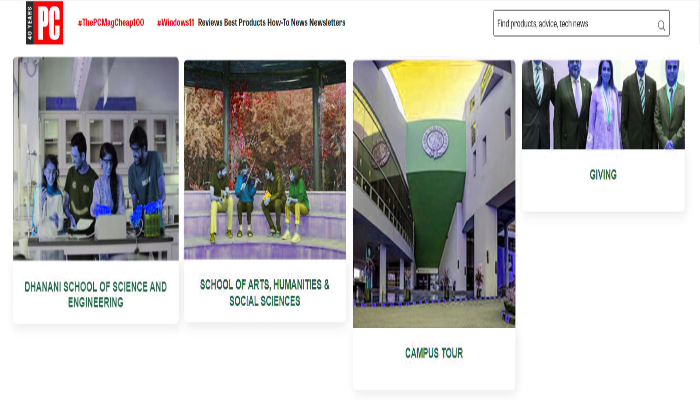 40 YEARS
PC
#ThePCMagCheap100 #Windows11 Reviews Best Products How-To News Newsletters
Find products, advice, tech news
DHANANI SCHOOL OF SCIENCE AND
ENGINEERING
SCHOOL OF ARTS, HUMANITIES &
SOCIAL SCIENCES
CAMPUS TOUR
GIVING